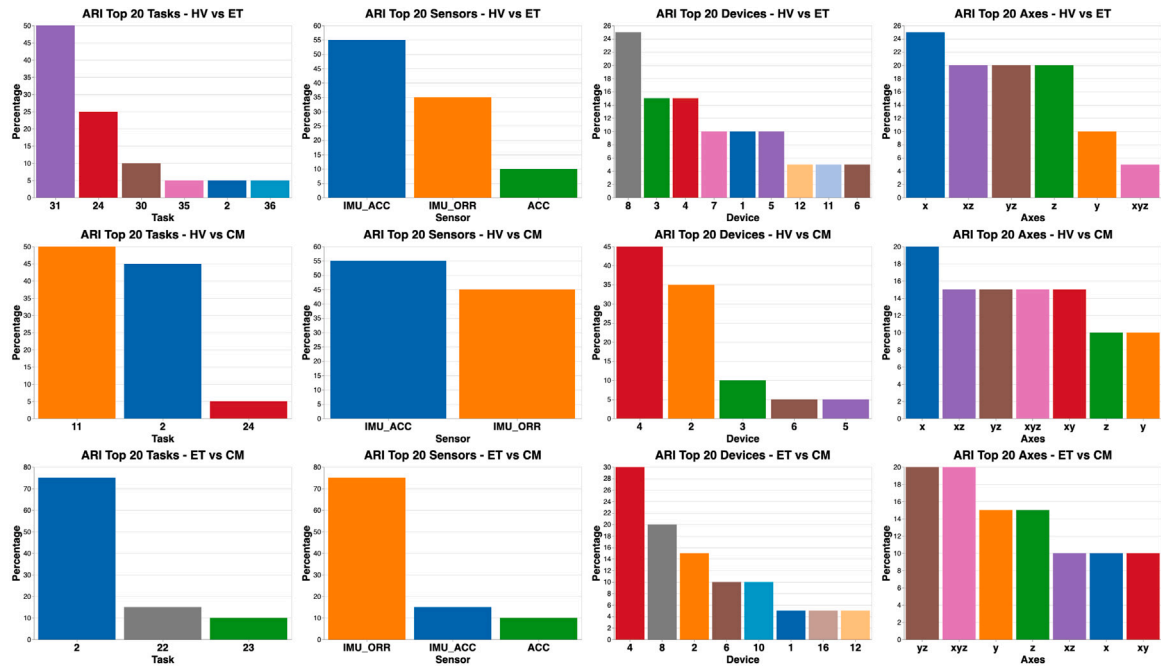 ARI Top 20 Tasks - HV vs ET
Percentage
50
45
40
35
30
25
20
15
10
5
0
31 24 30 35 2 36
Task
ARI Top 20 Sensors - HV vs ET
Percentage
55
50
45
40
35
30
25
20
15
10
5
0
IMU_ACC IMU_ORR ACC
Sensor
ARI Top 20 Devices - HV vs ET
Percentage
26
24
22
20
18
16
14
12
10
8
6
4
2
0
8 3 4 7 1 5 12 11 6
Device
ARI Top 20 Axes - HV vs ET
Percentage
26
24
22
20
18
16
14
12
10
8
6
4
2
0
x xz yz z y xyz
Axes
ARI Top 20 Tasks - HV vs CM
Percentage
50
45
40
35
30
25
20
15
10
5
0
11 2 24
Task
ARI Top 20 Sensors - HV vs CM
Percentage
60
55
50
45
40
35
30
25
20
15
10
5
0
IMU_ACC IMU_ORR
Sensor
ARI Top 20 Devices - HV vs CM
Percentage
45
40
35
30
25
20
15
10
5
0
4 2 3 6 5
Device
ARI Top 20 Axes - HV vs CM
Percentage
20
18
16
14
12
10
8
6
4
2
0
x xz yz xyz xy z y
Axes
ARI Top 20 Tasks - ET vs CM
Percentage
80
70
60
50
40
30
20
10
0
2 22 23
Task
ARI Top 20 Sensors - ET vs CM
Percentage
80
70
60
50
40
30
20
10
0
IMU_ORR IMU_ACC ACC
Sensor
ARI Top 20 Devices - ET vs CM
Percentage
30
28
26
24
22
20
18
16
14
12
10
8
6
4
2
0
4 8 2 6 10 1 16 12
Device
ARI Top 20 Axes - ET vs CM
Percentage
20
18
16
14
12
10
8
6
4
2
0
yz xyz y z xz x xy
Axes